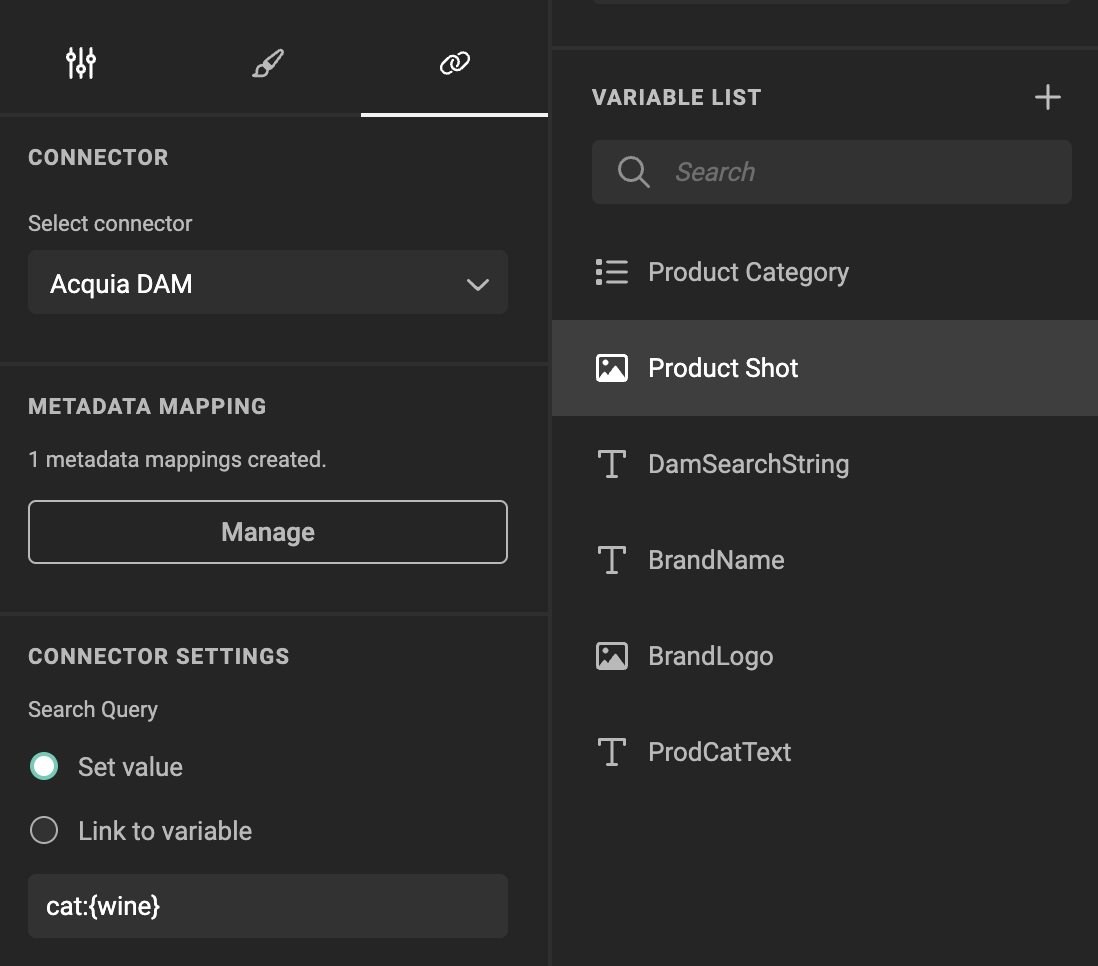 CONNECTOR
Select connector
Acquia DAM
METADATA MAPPING
1 metadata mappings created.
Manage
CONNECTOR SETTINGS
Search Query
Set value
Link to variable
cat:{wine}
VARIABLE LIST
Search
Product Category
Product Shot
DamSearchString
BrandName
BrandLogo
ProdCatText